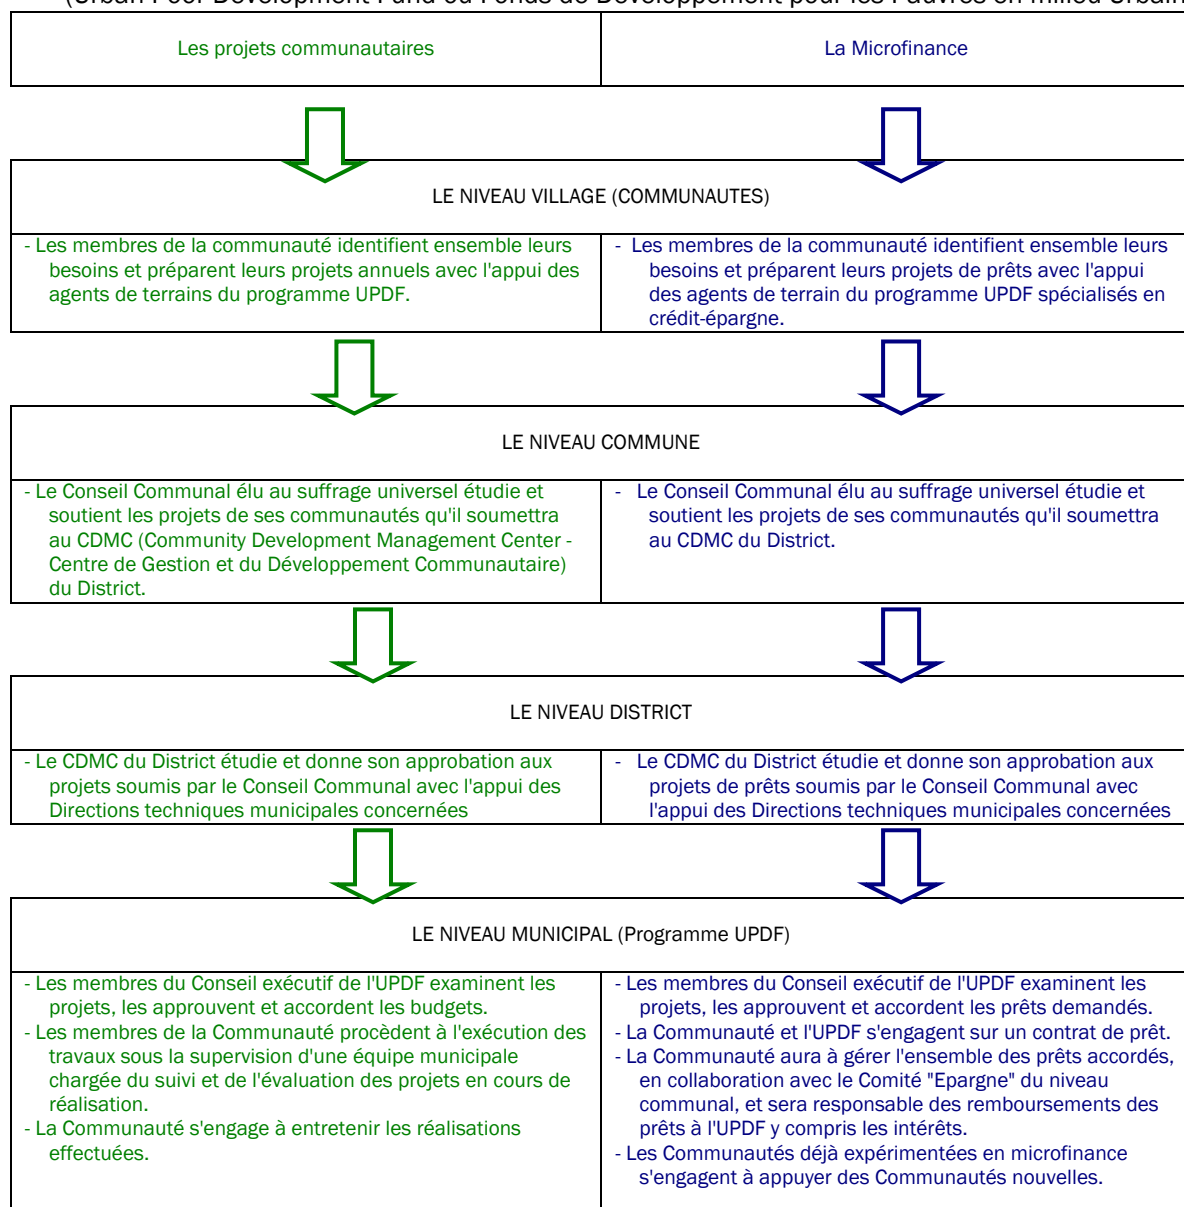 (Urban Poor Development Fund ou Fonds de Développement pour les Pauvres en milieu Urbain
Les projets communautaires
La Microfinance
LE NIVEAU VILLAGE (COMMUNAUTES)
- Les membres de la communauté identifient ensemble leurs
besoins et préparent leurs projets annuels avec l'appui des
agents de terrains du programme UPDF.
- Les membres de la communauté identifient ensemble leurs
besoins et préparent leurs projets de prêts avec l'appui
des agents de terrain du programme UPDF spécialisés en
crédit-épargne.
LE NIVEAU COMMUNE
- Le Conseil Communal élu au suffrage universel étudie et
soutient les projets de ses communautés qu'il soumettra
au CDMC (Community Development Management Center -
Centre de Gestion et du Développement Communautaire)
du District.
- Le Conseil Communal élu au suffrage universel étudie et
soutient les projets de ses communautés qu'il soumettra
au CDMC du District.
LE NIVEAU DISTRICT
- Le CDMC du District étudie et donne son approbation aux
projets soumis par le Conseil Communal avec l'appui des
Directions techniques municipales concernées
- Le CDMC du District étudie et donne son approbation aux
projets de prêts soumis par le Conseil Communal avec
l'appui des Directions techniques municipales concernées
LE NIVEAU MUNICIPAL (Programme UPDF)
- Les membres du Conseil exécutif de l'UPDF examinent les
projets, les approuvent et accordent les budgets.
- Les membres de la Communauté procèdent à l'exécution des
travaux sous la supervision d'une équipe municipale
chargée du suivi et de l'évaluation des projets en cours de
réalisation.
- La Communauté s'engage à entretenir les réalisations
effectuées.
- Les membres du Conseil exécutif de l'UPDF examinent les
projets, les approuvent et accordent les prêts demandés.
- La Communauté et l'UPDF s'engagent sur un contrat de prêt.
- La Communauté aura à gérer l'ensemble des prêts accordés,
en collaboration avec le Comité "Epargne" du niveau
communal, et sera responsable des remboursements des
prêts à l'UPDF y compris les intérêts.
- Les Communautés déjà expérimentées en microfinance
s'engagent à appuyer des Communautés nouvelles.